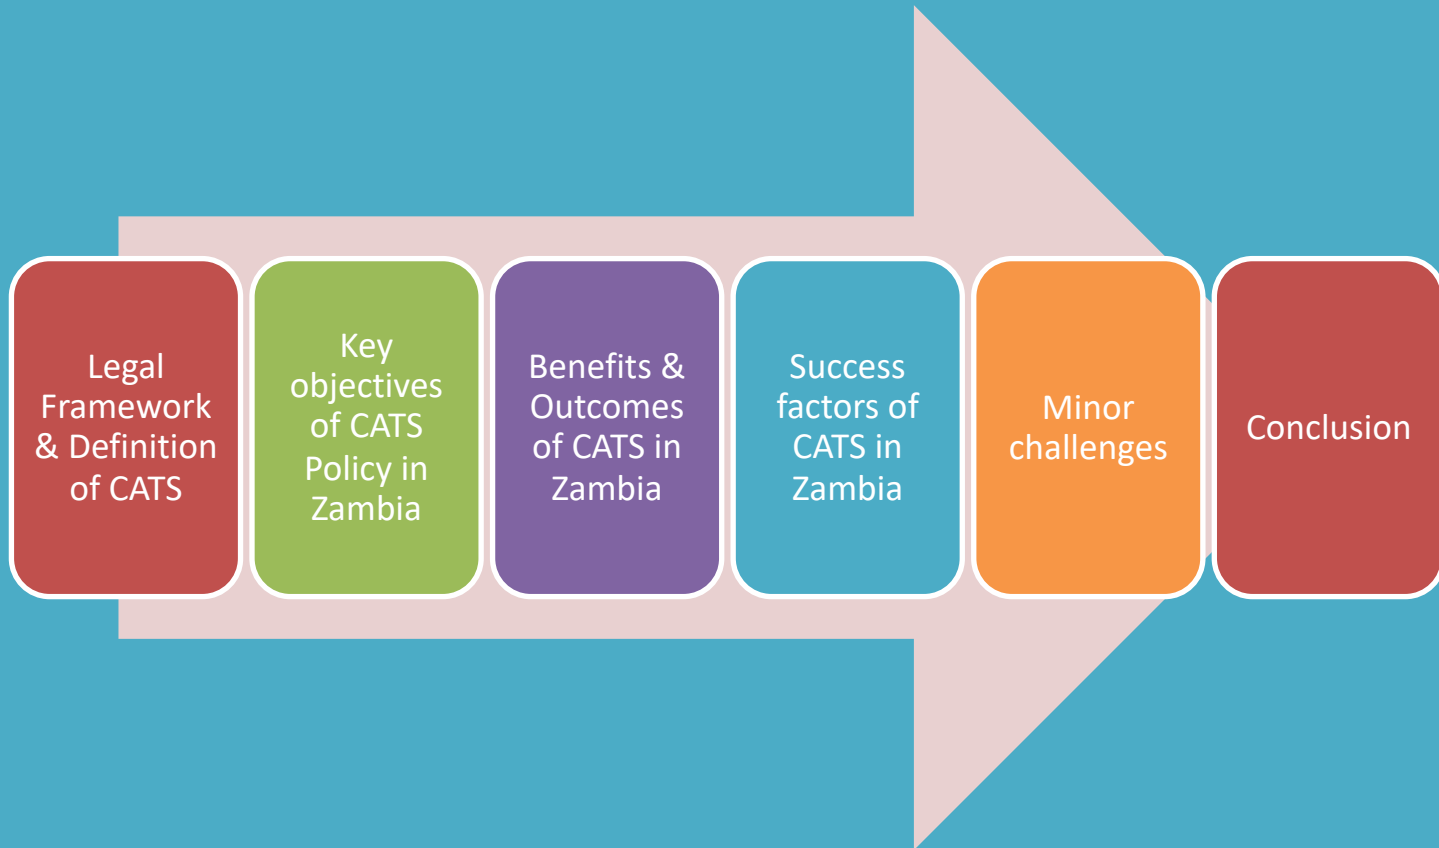 Legal
Framework
& Definition
of CATS
Key
objectives
of CATS
Policy in
Zambia
Benefits &
Outcomes
of CATS in
Zambia
Success
factors of
CATS in
Zambia
Minor
challenges
Conclusion